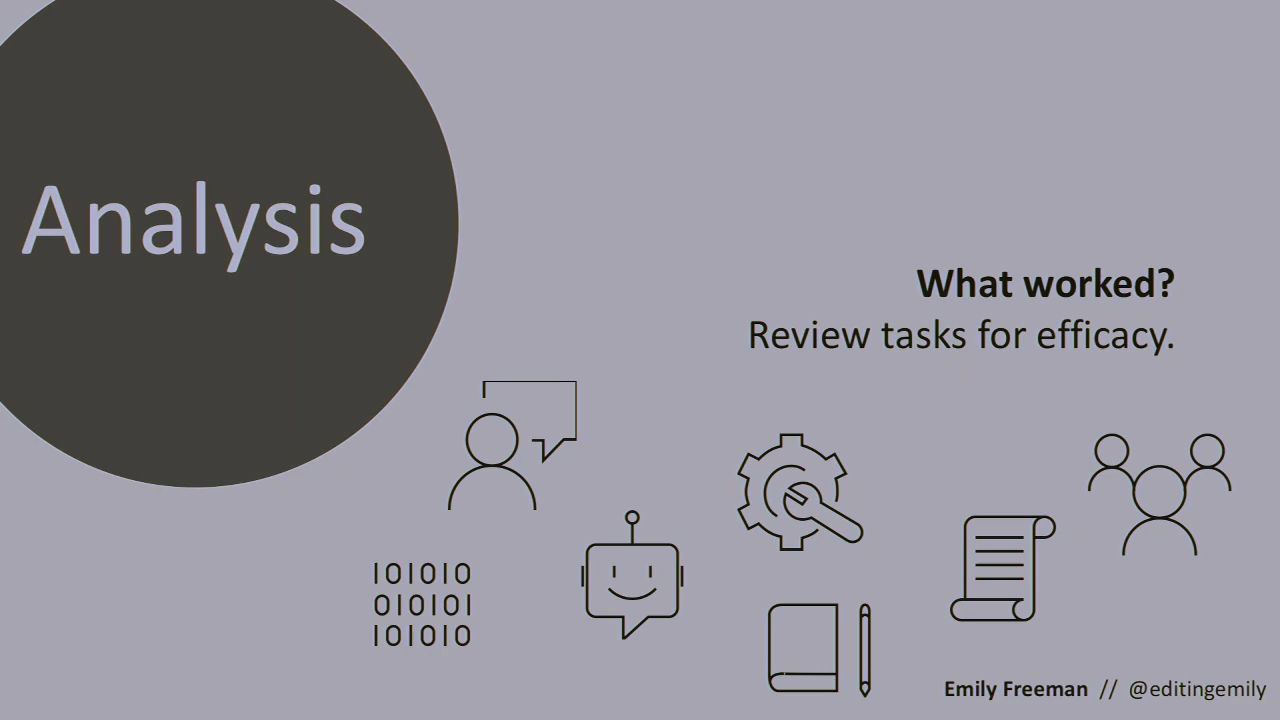 Analysis
What worked?
Review tasks for efficacy.
101010
010101
101010
Emily Freeman // @editingemily